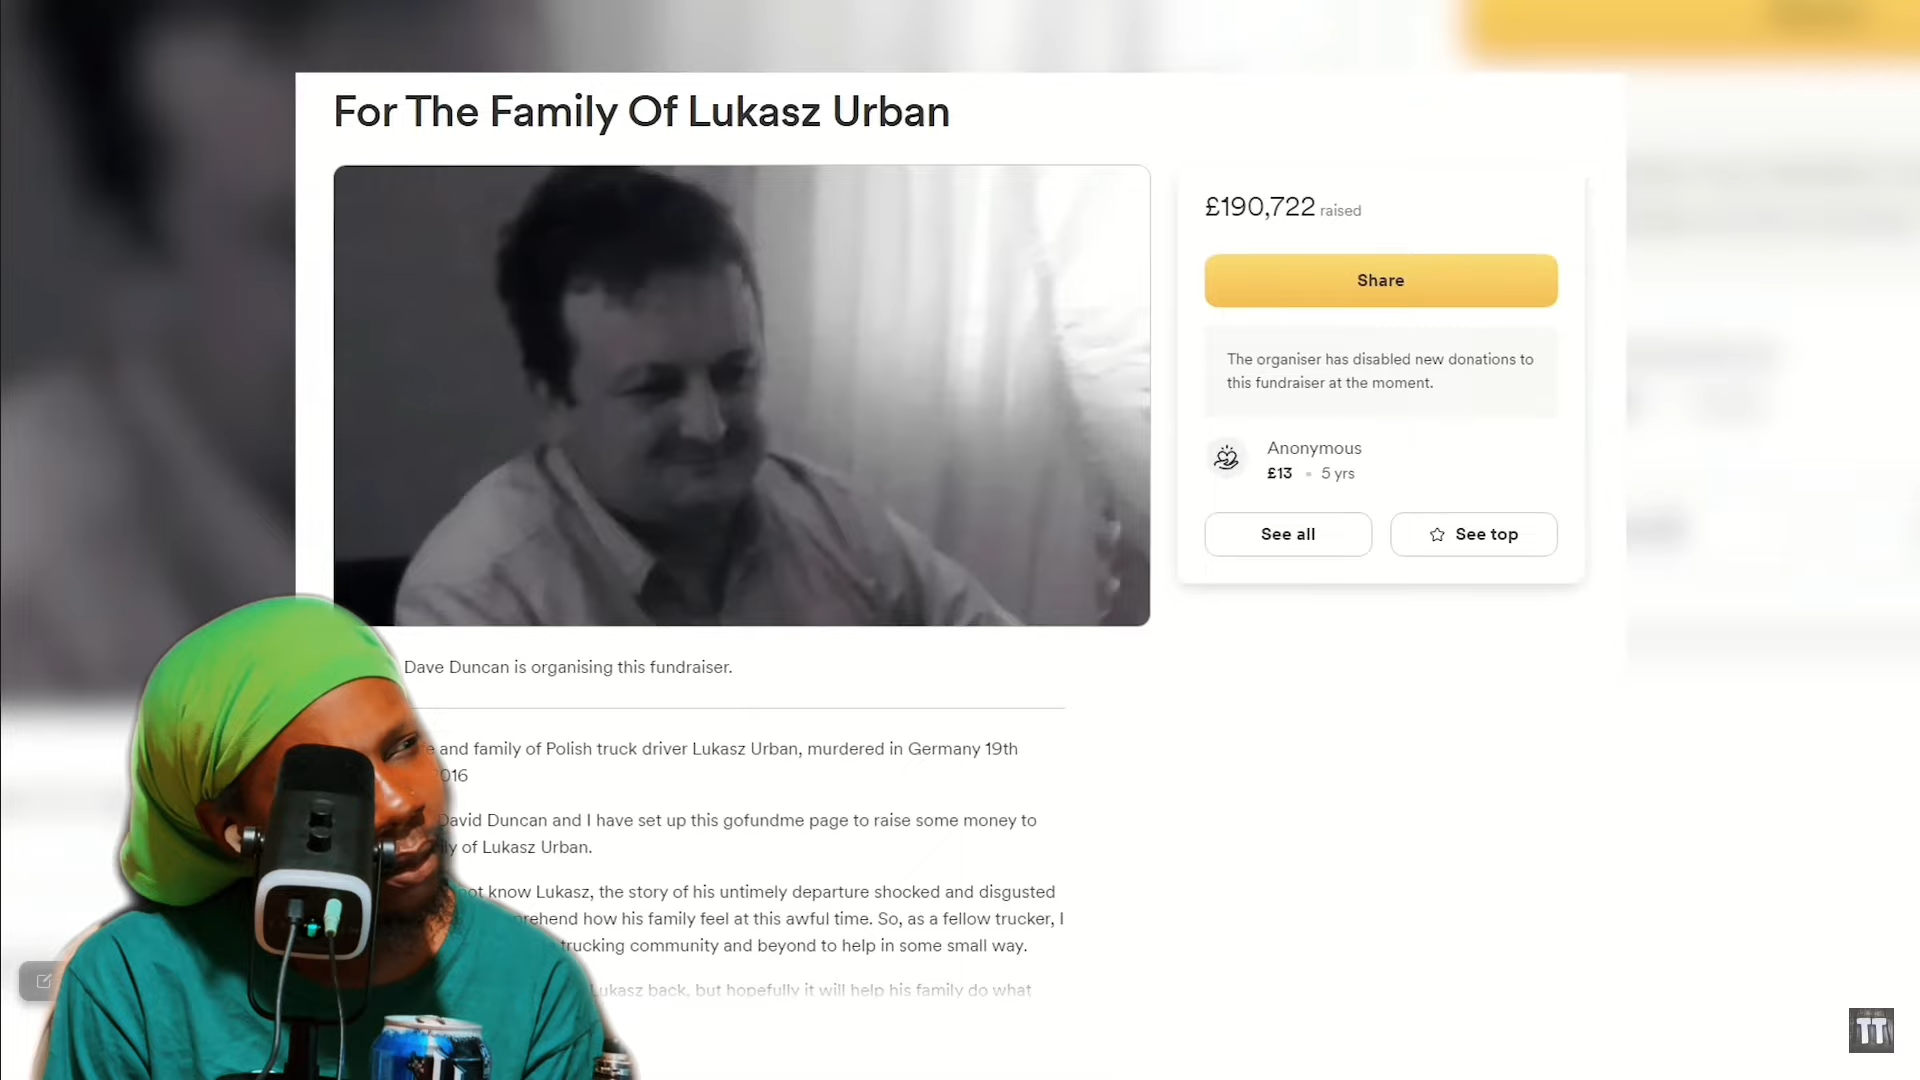 For The Family Of Lukasz Urban
£190,722 raised
Share
The organiser has disabled new donations to
this fundraiser at the moment.
Anonymous
£13 • 5 yrs
See all
See top
Dave Duncan is organising this fundraiser.
and family of Polish truck driver Lukasz Urban, murdered in Germany 19th
2016
David Duncan and I have set up this gofundme page to raise some money to
of Lukasz Urban.
not know Lukasz, the story of his untimely departure shocked and disgusted
how his family feel at this awful time. So, as a fellow trucker, I
trucking community and beyond to help in some small way.
Lukasz back, but hopefully it will help his family do what
TT